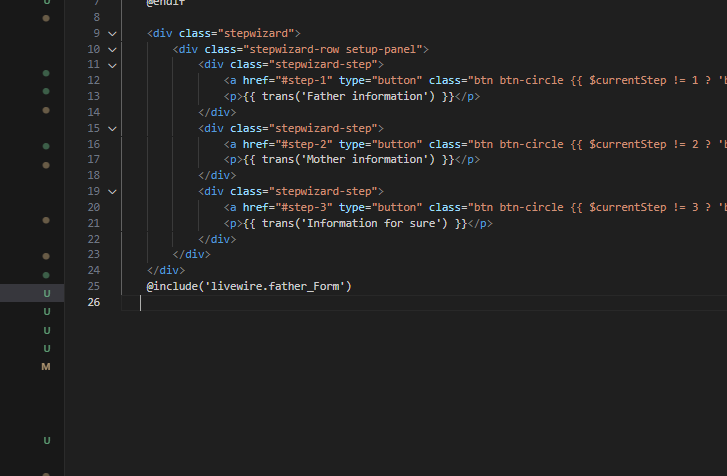 U
7 @endif
8
9 <div class="stepwizard">
10 <div class="stepwizard-row setup-panel">
11 <div class="stepwizard-step">
12 <a href="#step-1" type="button" class="btn btn-circle {{ $currentStep != 1 ? 'b
13 <p>{{ trans('Father information') }}</p>
14 </div>
15 <div class="stepwizard-step">
16 <a href="#step-2" type="button" class="btn btn-circle {{ $currentStep != 2 ? 'b
17 <p>{{ trans('Mother information') }}</p>
18 </div>
19 <div class="stepwizard-step">
20 <a href="#step-3" type="button" class="btn btn-circle {{ $currentStep != 3 ? 'b
21 <p>{{ trans('Information for sure') }}</p>
22 </div>
23 </div>
24 </div>
U
25 @include('livewire.father_Form')
26
U
U
U
M
U